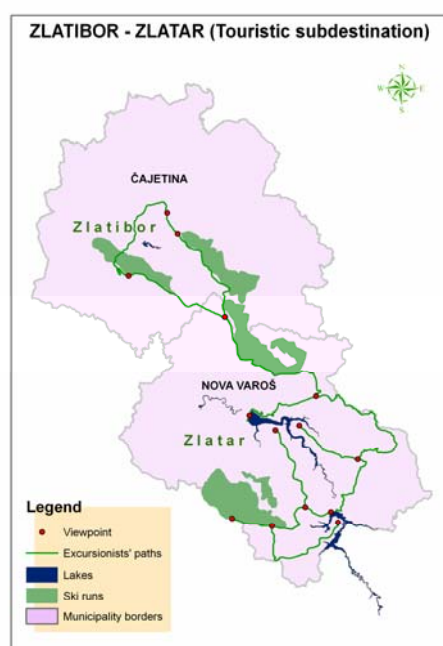 ZLATIBOR - ZLATAR (Touristic subdestination)
N
W E
S
ČAJETINA
Zlatibor
NOVA VAROŠ
Zlatar
Legend
Viewpoint
Excursionists' paths
Lakes
Ski runs
Municipality borders